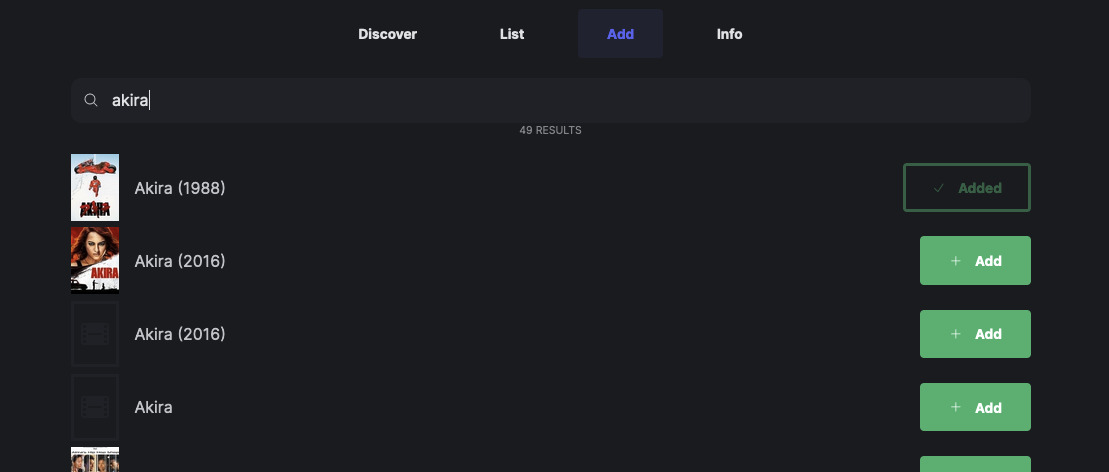 Discover List Add Info
akira
49 RESULTS
AKIRA
Akira (1988)
Added
AKIRA
Akira (2016)
Add
Akira (2016)
Add
Akira
Add